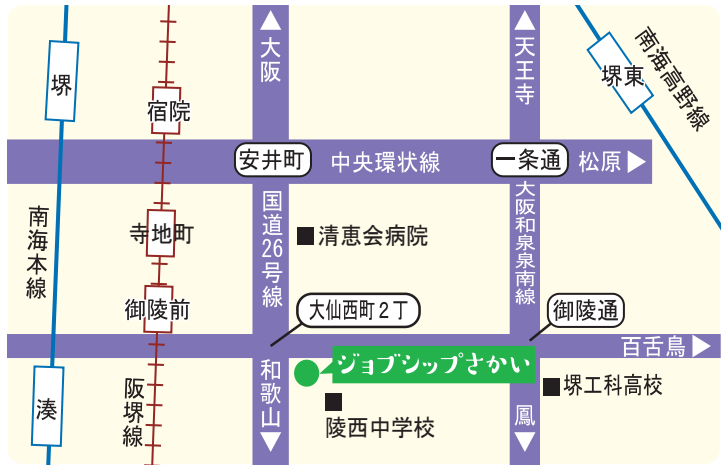 大阪
天王寺
堺東
南海高野線
堺
宿院
安井町
中央環状線
一条通
松原
南海本線
寺地町
国道26号線
清恵会病院
大阪和泉泉南線
御陵前
大仙西町2丁
御陵通
百舌鳥
ジョブシップさかい
湊
阪堺線
和歌山
陵西中学校
鳳
堺工科高校